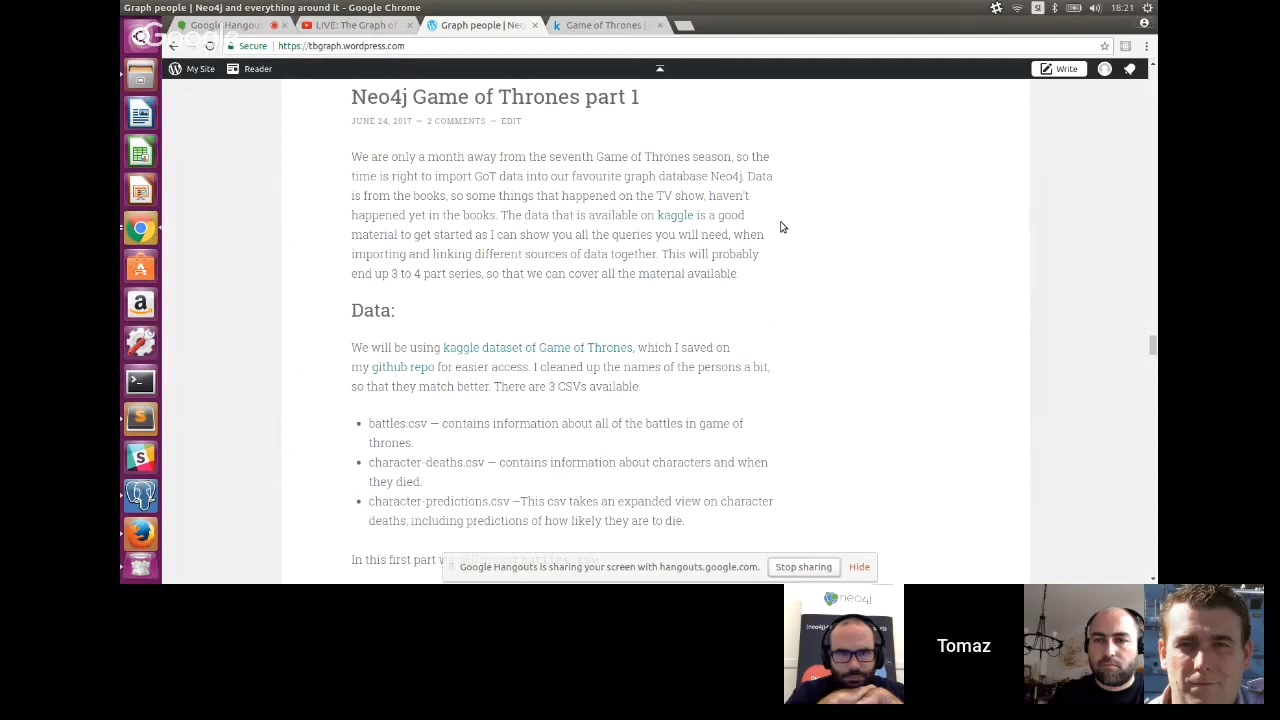 Graph people | Neo4j and everything around it - Google Chrome
SI
18:21
Google Hangout
LIVE: The Graph of
Graph people | Neo
Game of Thrones |
Google
Secure
https://tbgraph.wordpress.com
My Site
Reader
Write
Neo4j Game of Thrones part 1
JUNE 24, 2017 ~ 2 COMMENTS ~ EDIT
We are only a month away from the seventh Game of Thrones season, so the
time is right to import GoT data into our favourite graph database Neo4j. Data
is from the books, so some things that happened on the TV show, haven't
happened yet in the books. The data that is available on kaggle is a good
material to get started as I can show you all the queries you will need, when
importing and linking different sources of data together. This will probably
end up 3 to 4 part series, so that we can cover all the material available.
Data:
We will be using kaggle dataset of Game of Thrones, which I saved on
my github repo for easier access. I cleaned up the names of the persons a bit,
so that they match better. There are 3 CSVs available.
• battles.csv — contains information about all of the battles in game of
thrones.
• character-deaths.csv — contains information about characters and when
they died.
• character-predictions.csv –This csv takes an expanded view on character
deaths, including predictions of how likely they are to die.
In this first part
Google Hangouts is sharing your screen with hangouts.google.com.
Stop sharing
Hide
neo4j
Tomaz